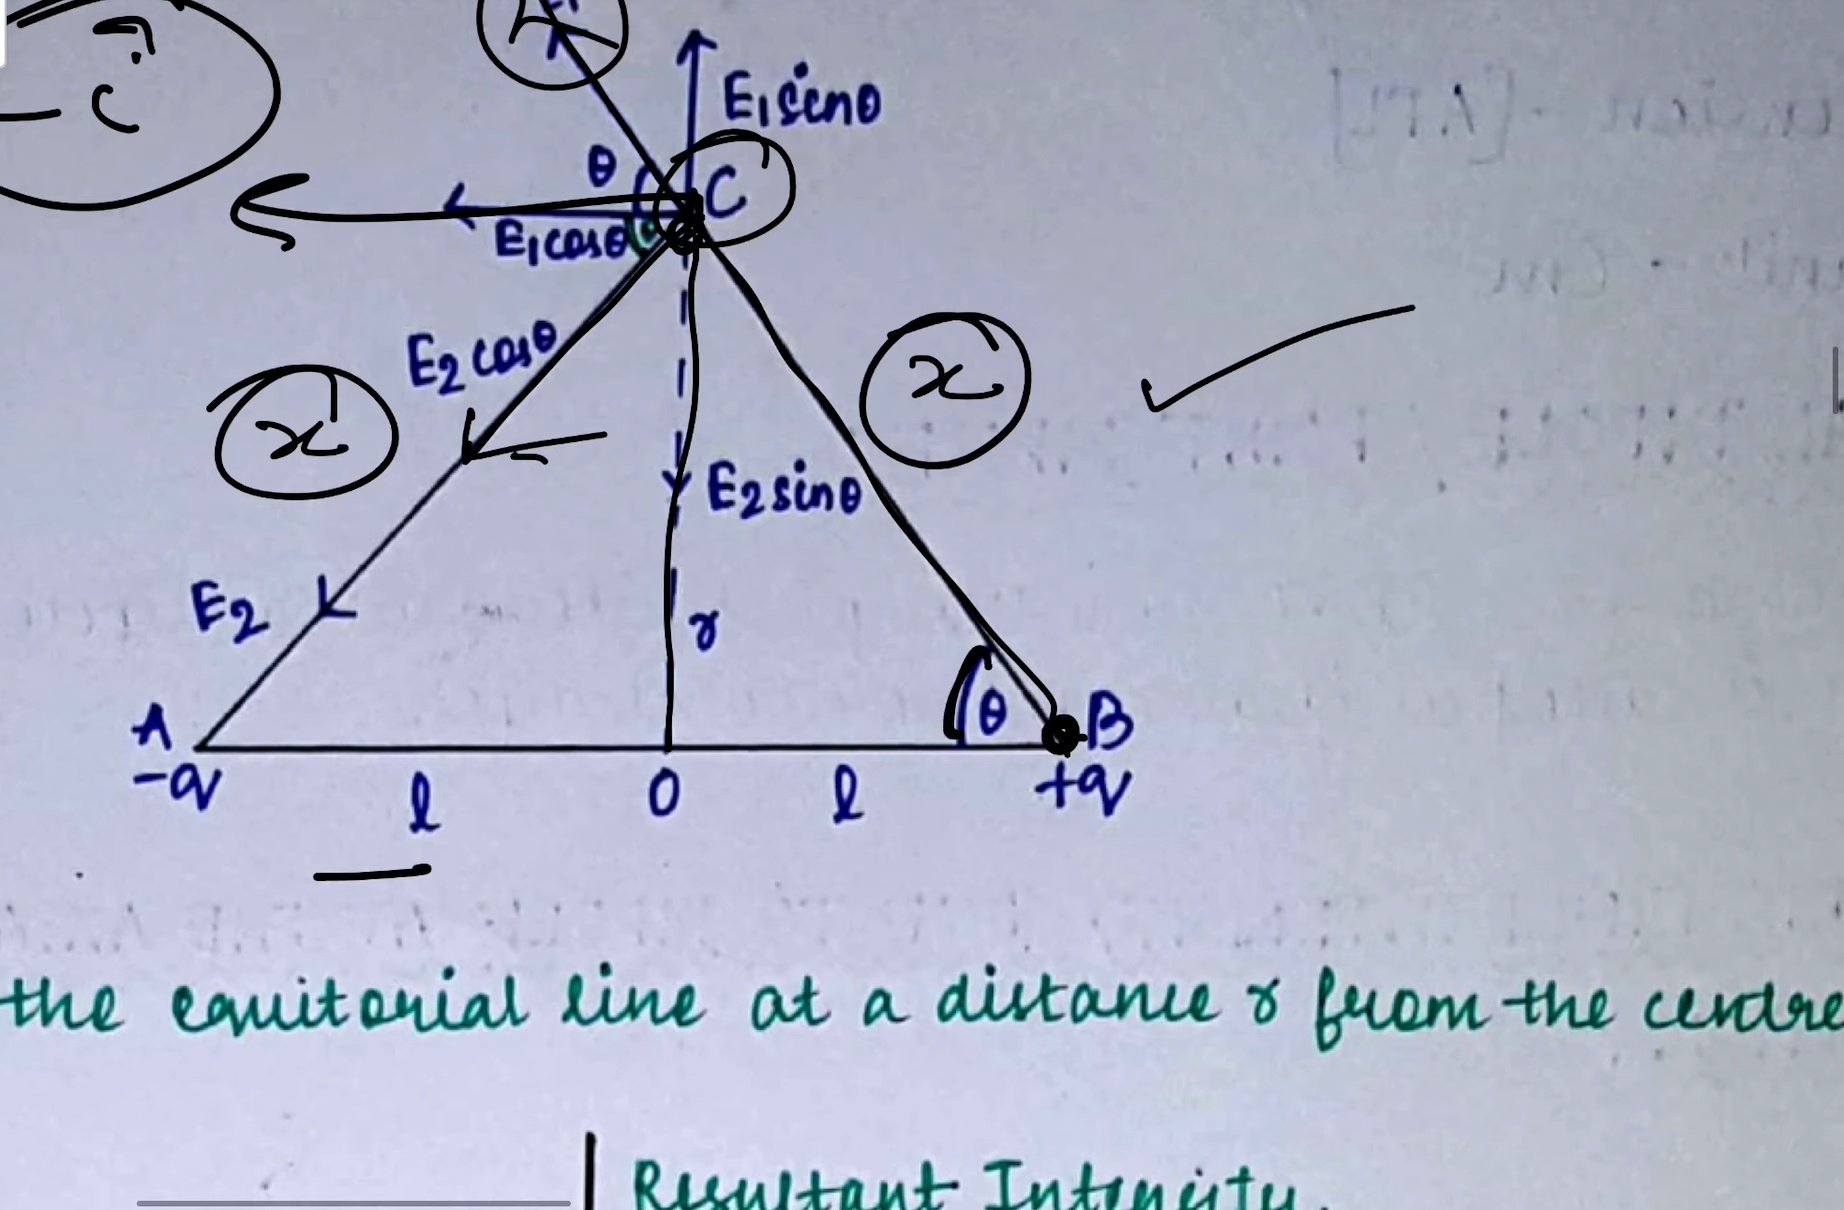 E₁sinθ
θ
C
E₁cosθ
E₂cosθ
x
x
E₂sinθ
E₂
r
θ
A
B
-q
l
O
l
+q
the equitorial line at a distance r from the centre
Resultant Intensity